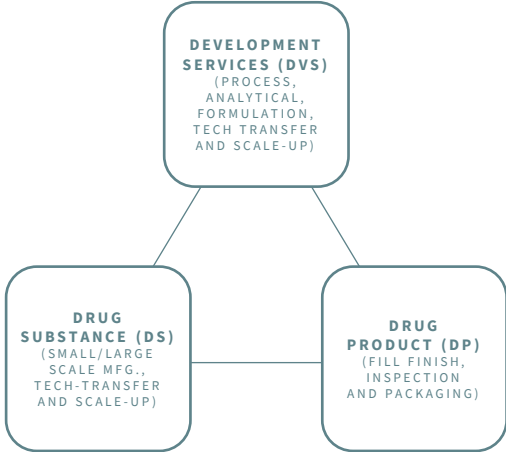 DEVELOPMENT
SERVICES (DVS)
(PROCESS,
ANALYTICAL,
FORMULATION,
TECH TRANSFER
AND SCALE-UP)
DRUG
SUBSTANCE (DS)
(SMALL/LARGE
SCALE MFG.,
TECH-TRANSFER
AND SCALE-UP)
DRUG
PRODUCT (DP)
(FILL FINISH,
INSPECTION
AND PACKAGING)